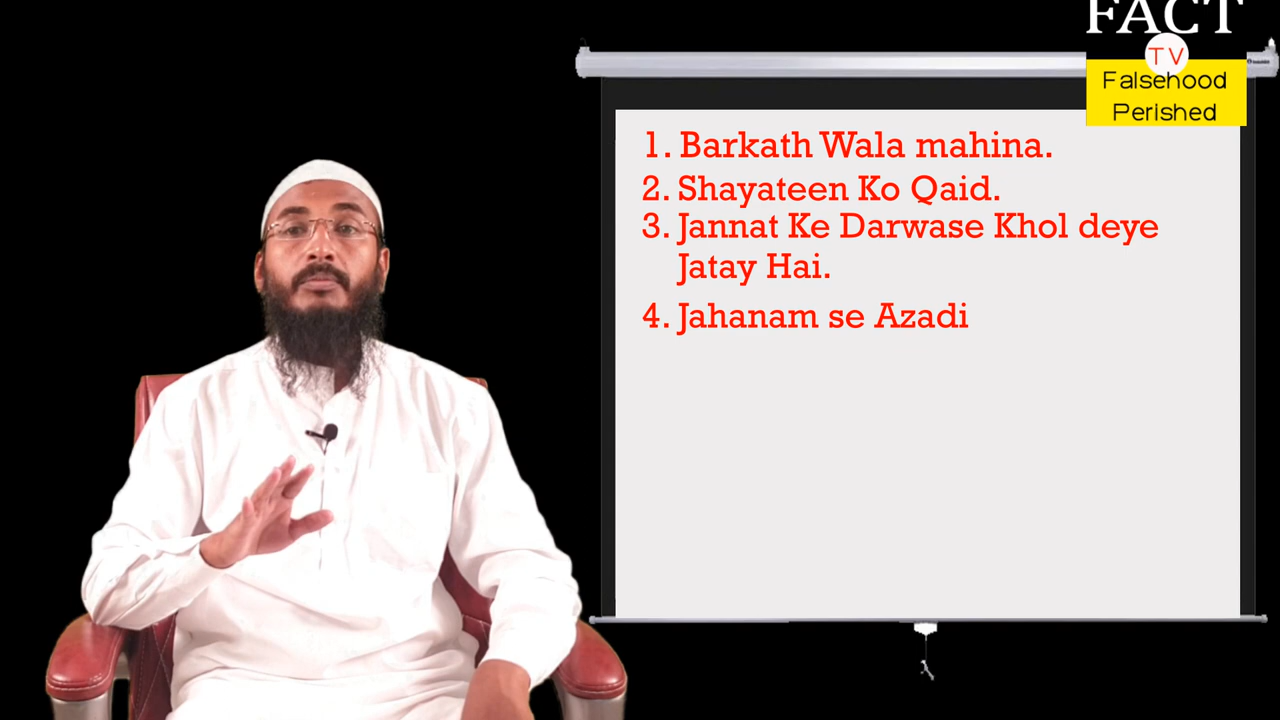 FACT
TV
Falsehood
Perished
1. Barkath Wala mahina.
2. Shayateen Ko Qaid.
3. Jannat Ke Darwase Khol deye
Jatay Hai.
4. Jahanam se Azadi